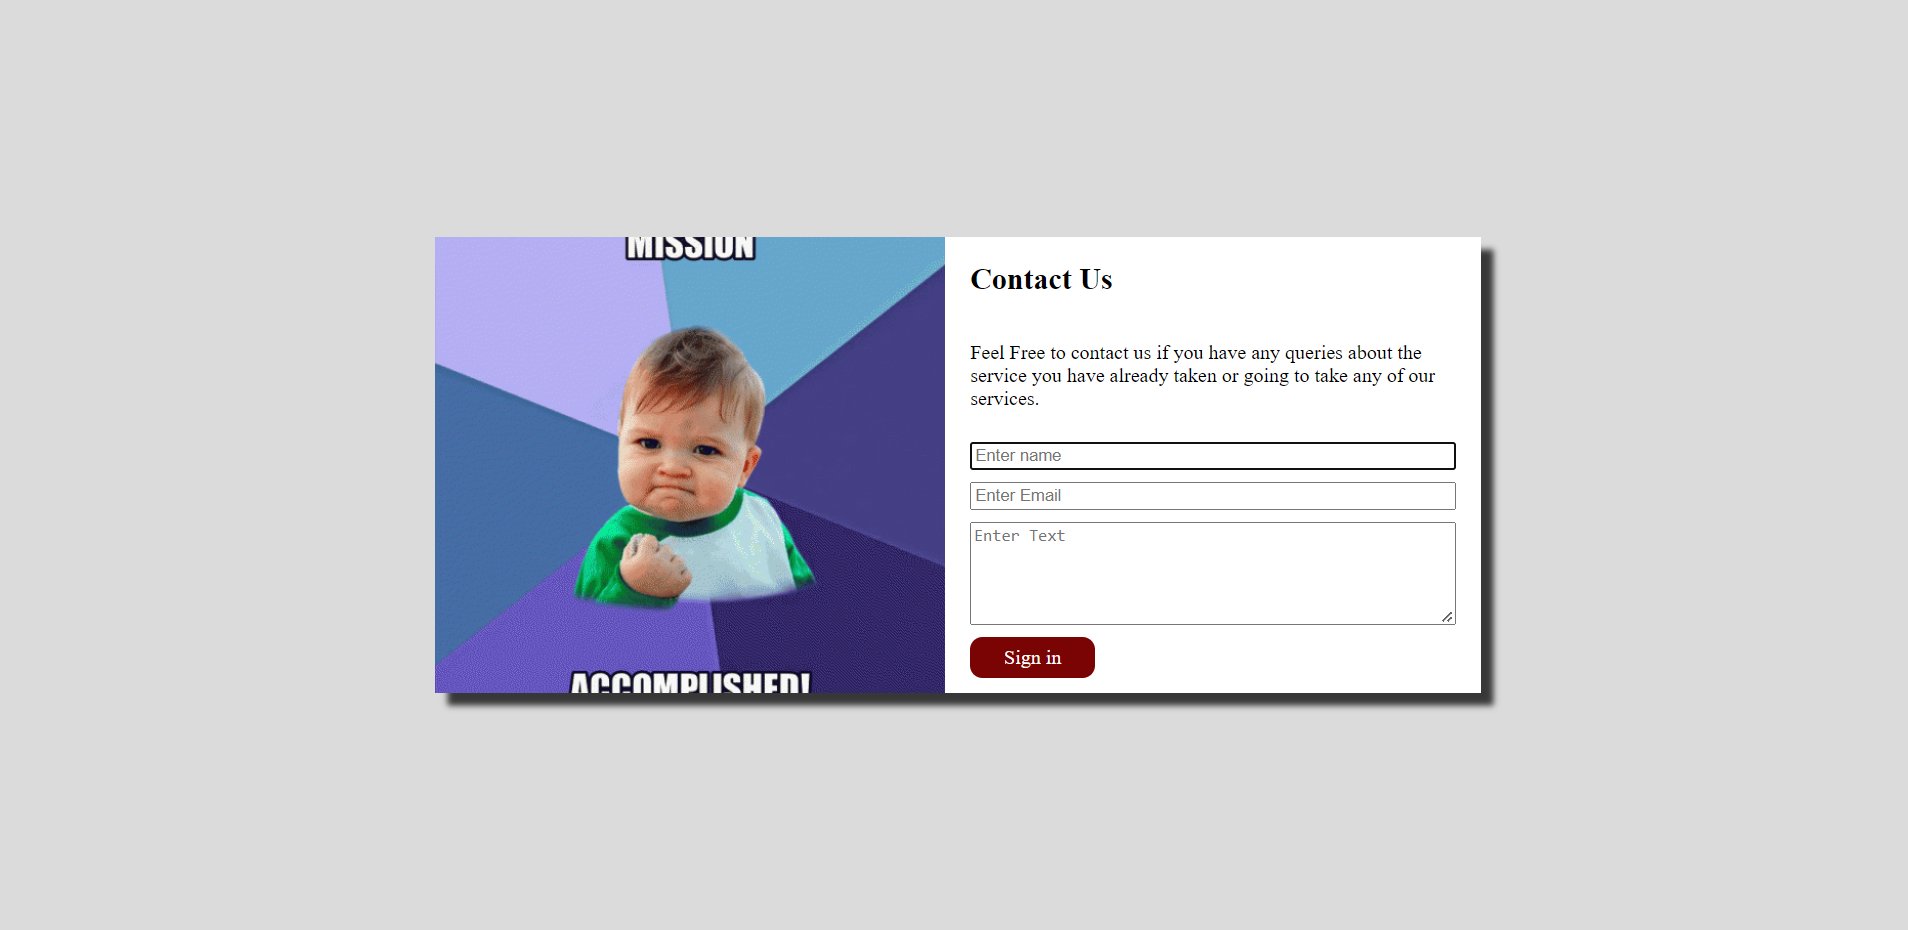 MISSION
ACCOMPLISHED!
Contact Us
Feel Free to contact us if you have any queries about the
service you have already taken or going to take any of our
services.
Enter name
Enter Email
Enter Text
Sign in